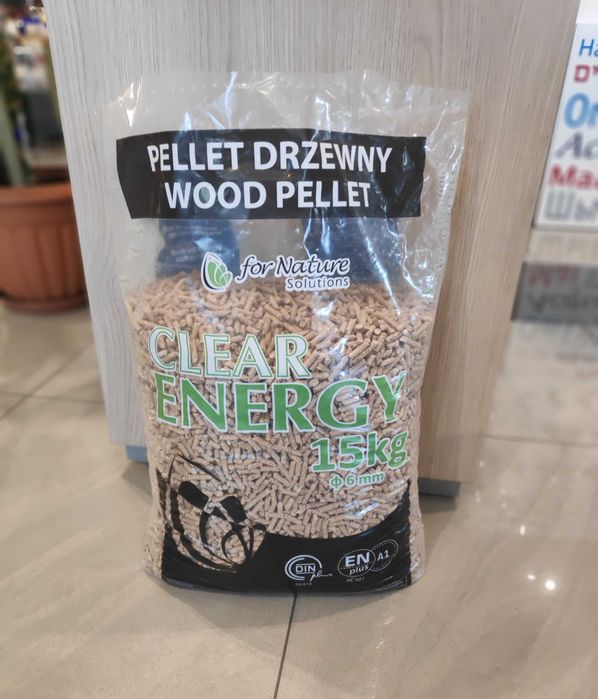 PELLET DRZEWNY
WOOD PELLET
for Nature
Solutions
CLEAR
ENERGY
15kg
ϕ 6 mm
DIN
plus
EN
plus
A1